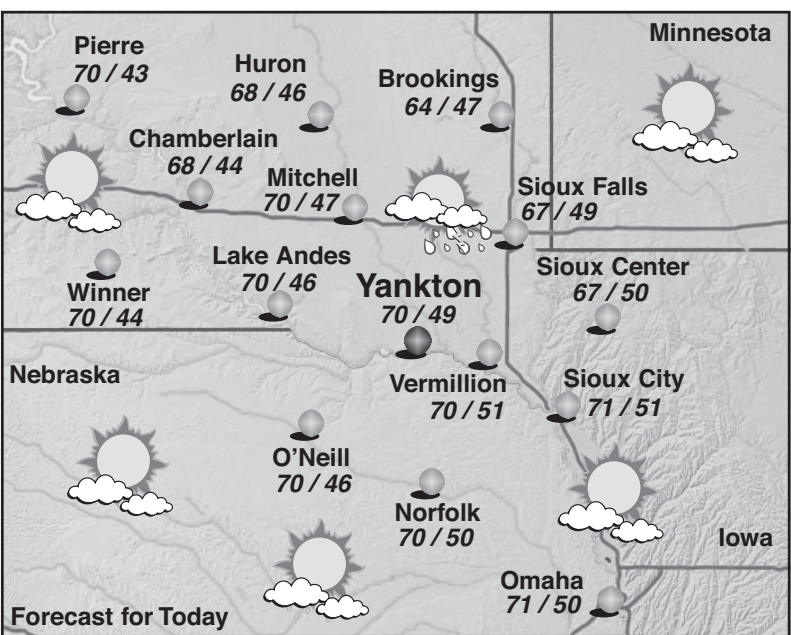 Minnesota
Pierre
70 / 43
Huron
68 / 46
Brookings
64 / 47
Chamberlain
68 / 44
Mitchell
70 / 47
Sioux Falls
67 / 49
Lake Andes
70 / 46
Yankton
70 / 49
Sioux Center
67 / 50
Winner
70 / 44
Nebraska
Vermillion
70 / 51
Sioux City
71 / 51
O’Neill
70 / 46
Norfolk
70 / 50
Iowa
Omaha
71 / 50
Forecast for Today